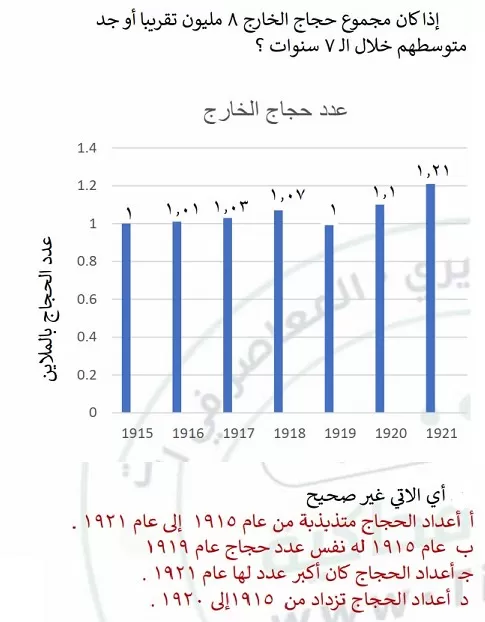 إذا كان مجموع حجاج الخارج ٨ مليون تقريبا أوجد
متوسطهم خلال الـ ٧ سنوات ؟
عدد حجاج الخارج
عدد الحجاج بالملاين
1.4
1.2
1
0.8
0.6
0.4
0.2
0
١
١,٠١
١,٠٣
١,٠٧
١
١,١
١,٢١
1915 1916 1917 1918 1919 1920 1921
أي الاتي غير صحيح
أ أعداد الحجاج متذبذبة من عام ١٩١٥ إلى عام ١٩٢١ .
ب عام ١٩١٥ له نفس عدد حجاج عام ١٩١٩
ج أعداد الحجاج كان أكبر عدد لها عام ١٩٢١ .
د أعداد الحجاج تزداد من ١٩١٥إلى ١٩٢٠ .